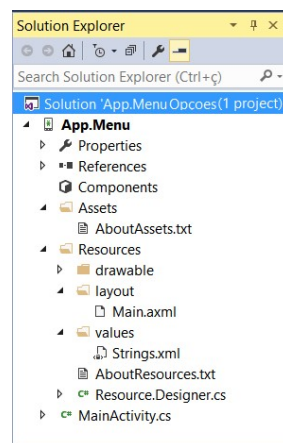 Solution Explorer
Search Solution Explorer (Ctrl+ç)
Solution 'App.MenuOpcoes(1 project)
App.Menu
Properties
References
Components
Assets
AboutAssets.txt
Resources
drawable
layout
Main.axml
values
Strings.xml
AboutResources.txt
C# Resource.Designer.cs
C# MainActivity.cs